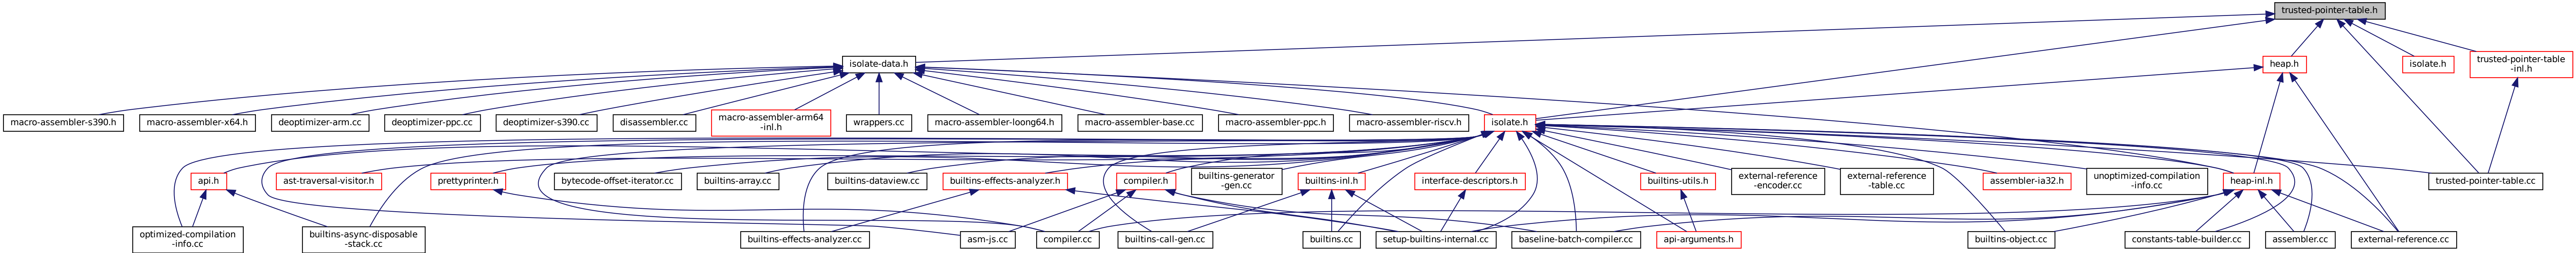 trusted-pointer-table.h
isolate-data.h
heap.h
isolate.h
trusted-pointer-table
-inl.h
macro-assembler-s390.h
macro-assembler-x64.h
deoptimizer-arm.cc
deoptimizer-ppc.cc
deoptimizer-s390.cc
disassembler.cc
macro-assembler-arm64
-inl.h
wrappers.cc
macro-assembler-loong64.h
macro-assembler-base.cc
macro-assembler-ppc.h
macro-assembler-riscv.h
isolate.h
api.h
ast-traversal-visitor.h
prettyprinter.h
bytecode-offset-iterator.cc
builtins-array.cc
builtins-dataview.cc
builtins-effects-analyzer.h
compiler.h
builtins-generator
-gen.cc
builtins-inl.h
interface-descriptors.h
builtins-utils.h
external-reference
-encoder.cc
external-reference
-table.cc
assembler-ia32.h
unoptimized-compilation
-info.cc
heap-inl.h
trusted-pointer-table.cc
optimized-compilation
-info.cc
builtins-async-disposable
-stack.cc
builtins-effects-analyzer.cc
asm-js.cc
compiler.cc
builtins-call-gen.cc
builtins.cc
setup-builtins-internal.cc
baseline-batch-compiler.cc
api-arguments.h
builtins-object.cc
constants-table-builder.cc
assembler.cc
external-reference.cc